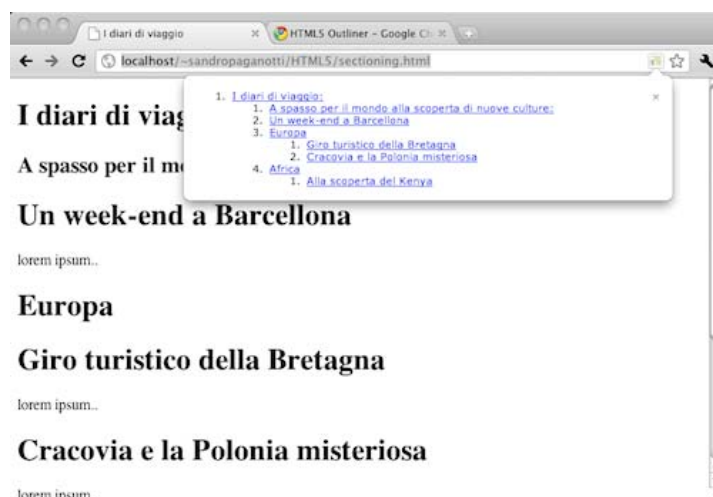 I diari di viaggio
HTML5 Outliner – Google Ch
localhost/~sandropaganotti/HTML5/sectioning.html
1. I diari di viaggio:
1. A spasso per il mondo alla scoperta di nuove culture:
2. Un week-end a Barcellona
3. Europa
1. Giro turistico della Bretagna
2. Cracovia e la Polonia misteriosa
4. Africa
1. Alla scoperta del Kenya
I diari di viag
A spasso per il m
Un week-end a Barcellona
lorem ipsum..
Europa
Giro turistico della Bretagna
lorem ipsum..
Cracovia e la Polonia misteriosa
lorem ipsum